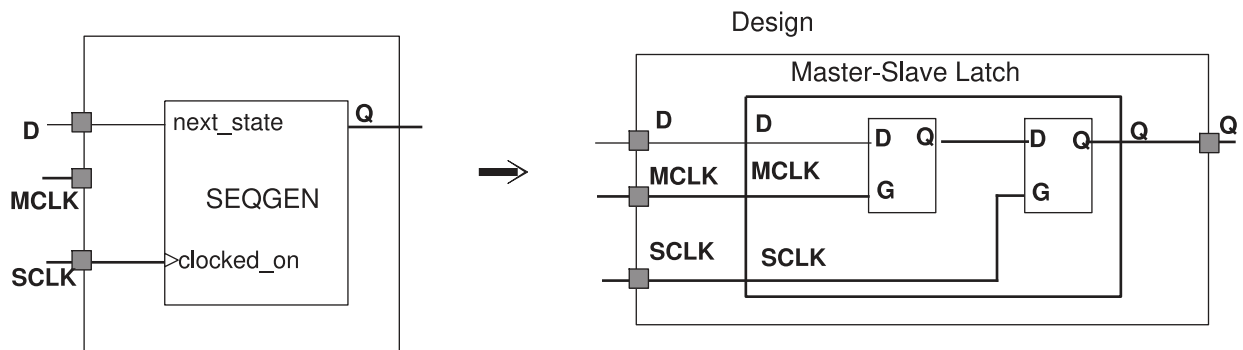 D
MCLK
SCLK
next_state
SEQGEN
clocked_on
Q
Design
Master-Slave Latch
D
MCLK
SCLK
D
MCLK
SCLK
D Q
G
D Q
G
Q
Q